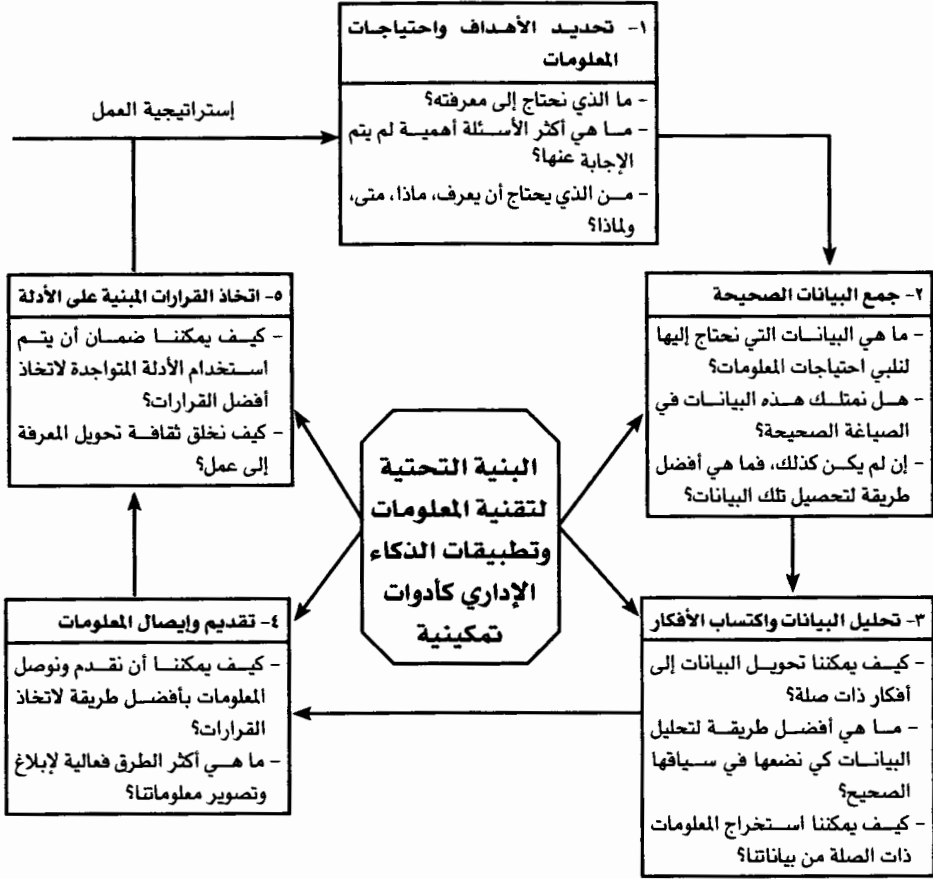 ١- تحديد الأهداف واحتياجات
المعلومات
- ما الذي نحتاج إلى معرفته؟
- ما هي أكثر الأسئلة أهمية لم يتم
الإجابة عنها؟
- من الذي يحتاج أن يعرف، ماذا، متى،
ولماذا؟
إستراتيجية العمل
٢- جمع البيانات الصحيحة
- ما هي البيانات التي نحتاج إليها
لنلبي احتياجات المعلومات؟
- هل نمتلك هذه البيانات في
الصياغة الصحيحة؟
- إن لم يكن كذلك، فما هي أفضل
طريقة لتحصيل تلك البيانات؟
٣- تحليل البيانات واكتساب الأفكار
- كيف يمكننا تحويل البيانات إلى
أفكار ذات صلة؟
- ما هي أفضل طريقة لتحليل
البيانات كي نضعها في سياقها
الصحيح؟
- كيف يمكننا استخراج المعلومات
ذات الصلة من بياناتنا؟
٤- تقديم وإيصال المعلومات
- كيف يمكننا أن نقدم ونوصل
المعلومات بأفضل طريقة لاتخاذ
القرارات؟
- ما هي أكثر الطرق فعالية لإبلاغ
وتصوير معلوماتنا؟
٥- اتخاذ القرارات المبنية على الأدلة
- كيف يمكننا ضمان أن يتم
استخدام الأدلة المتواجدة لاتخاذ
أفضل القرارات؟
- كيف نخلق ثقافة تحويل المعرفة
إلى عمل؟
البنية التحتية
لتقنية المعلومات
وتطبيقات الذكاء
الإداري كأدوات
تمكينية